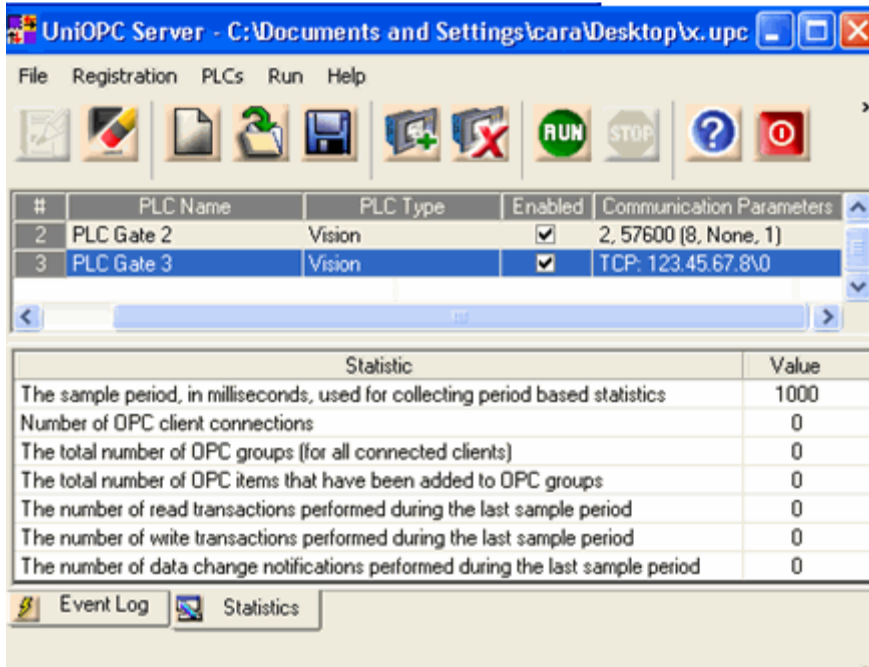 UniOPC Server - C:\Documents and Settings\cara\Desktop\x.upc
File Registration PLCs Run Help
RUN STOP ?
# PLC Name PLC Type Enabled Communication Parameters
2 PLC Gate 2 Vision 2, 57600 (8, None, 1)
3 PLC Gate 3 Vision TCP: 123.45.67.8\0
Statistic Value
The sample period, in milliseconds, used for collecting period based statistics 1000
Number of OPC client connections 0
The total number of OPC groups (for all connected clients) 0
The total number of OPC items that have been added to OPC groups 0
The number of read transactions performed during the last sample period 0
The number of write transactions performed during the last sample period 0
The number of data change notifications performed during the last sample period 0
Event Log Statistics